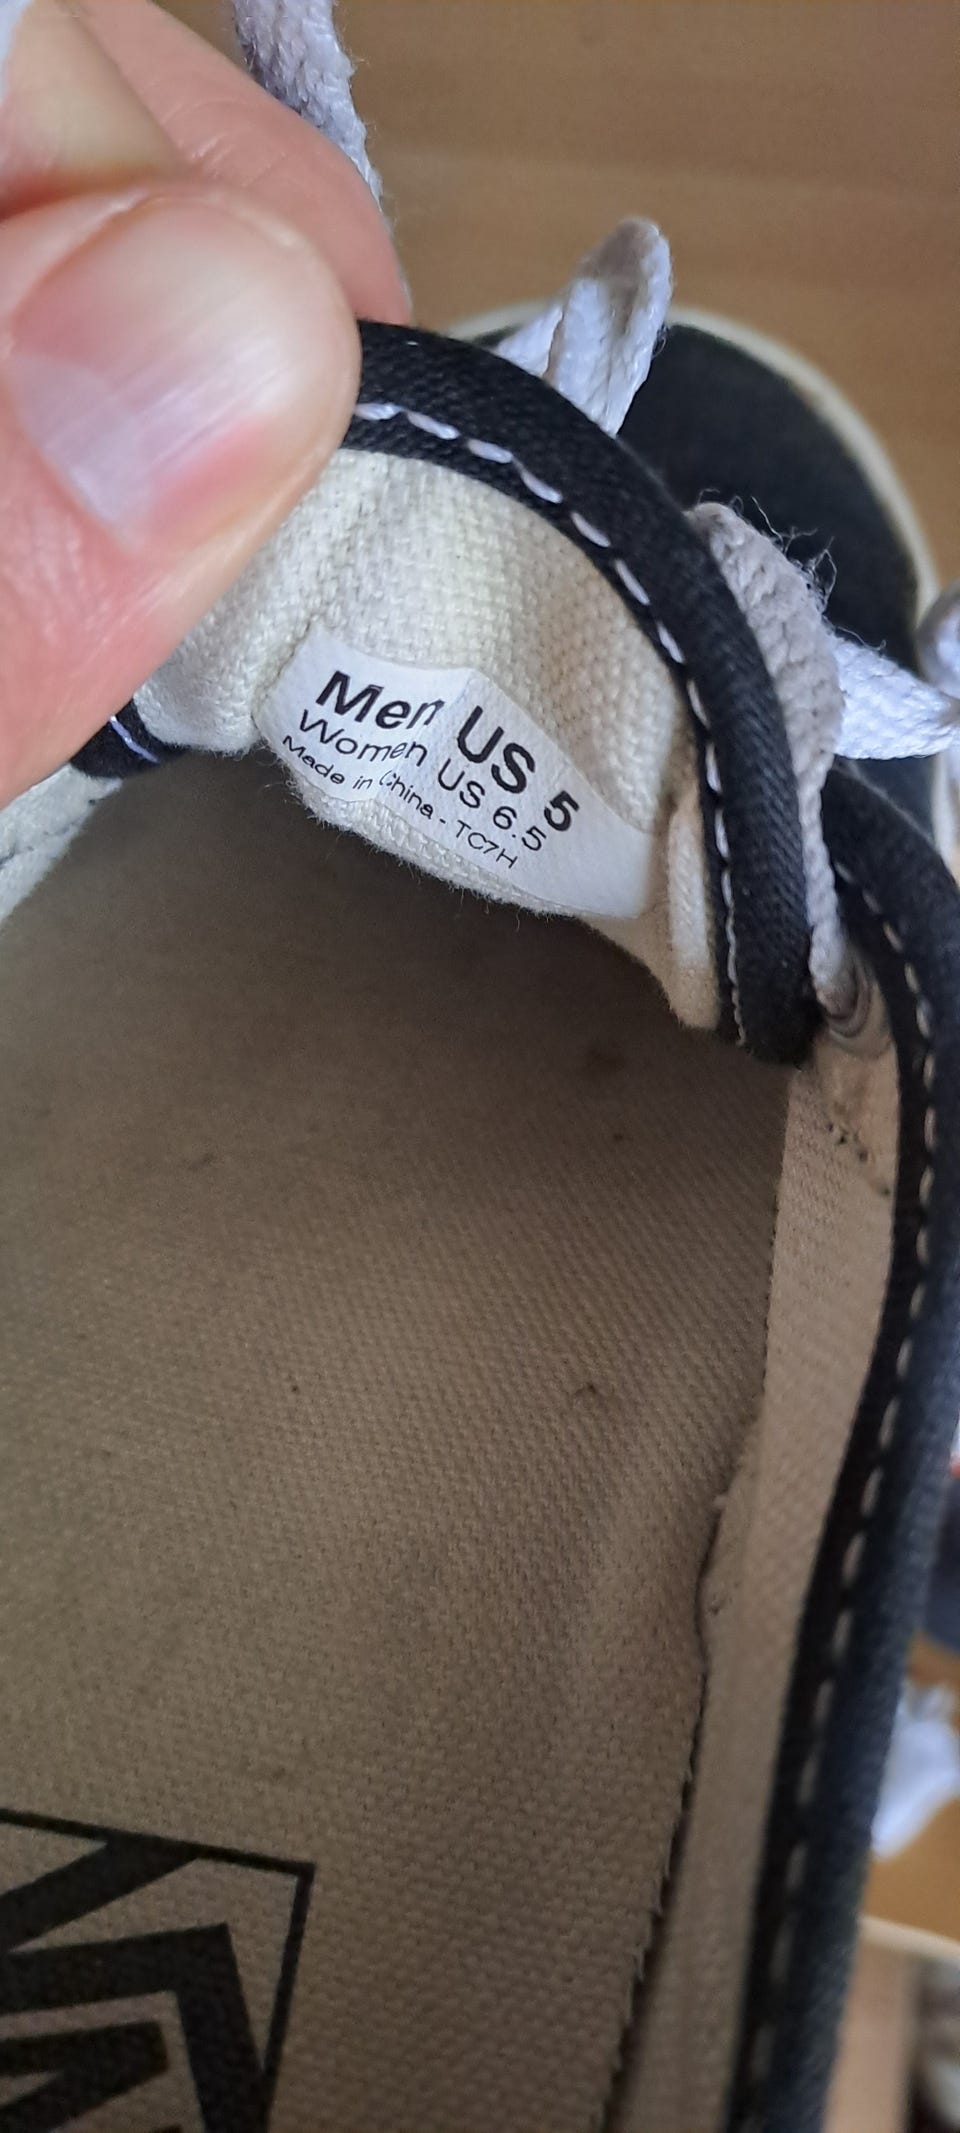 Men US 5
Women US 6.5
Made in China - TC7H